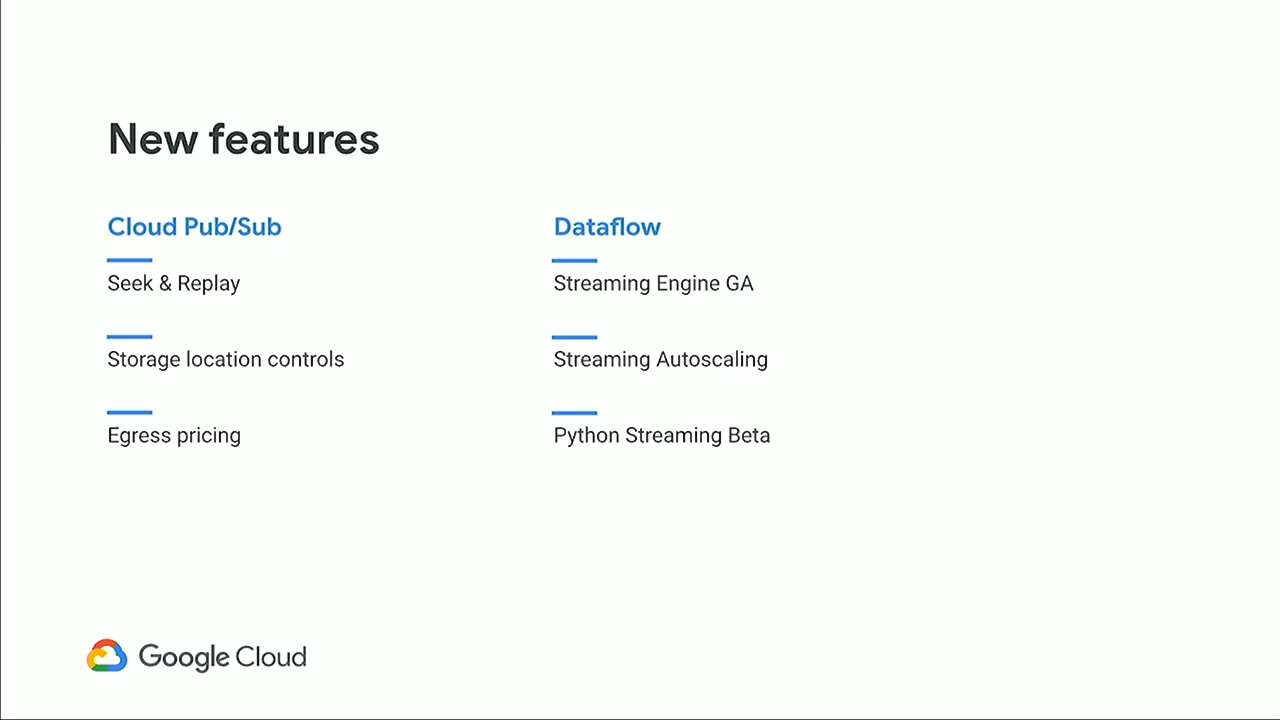 New features
Cloud Pub/Sub
Seek & Replay
Storage location controls
Egress pricing
Dataflow
Streaming Engine GA
Streaming Autoscaling
Python Streaming Beta
Google Cloud